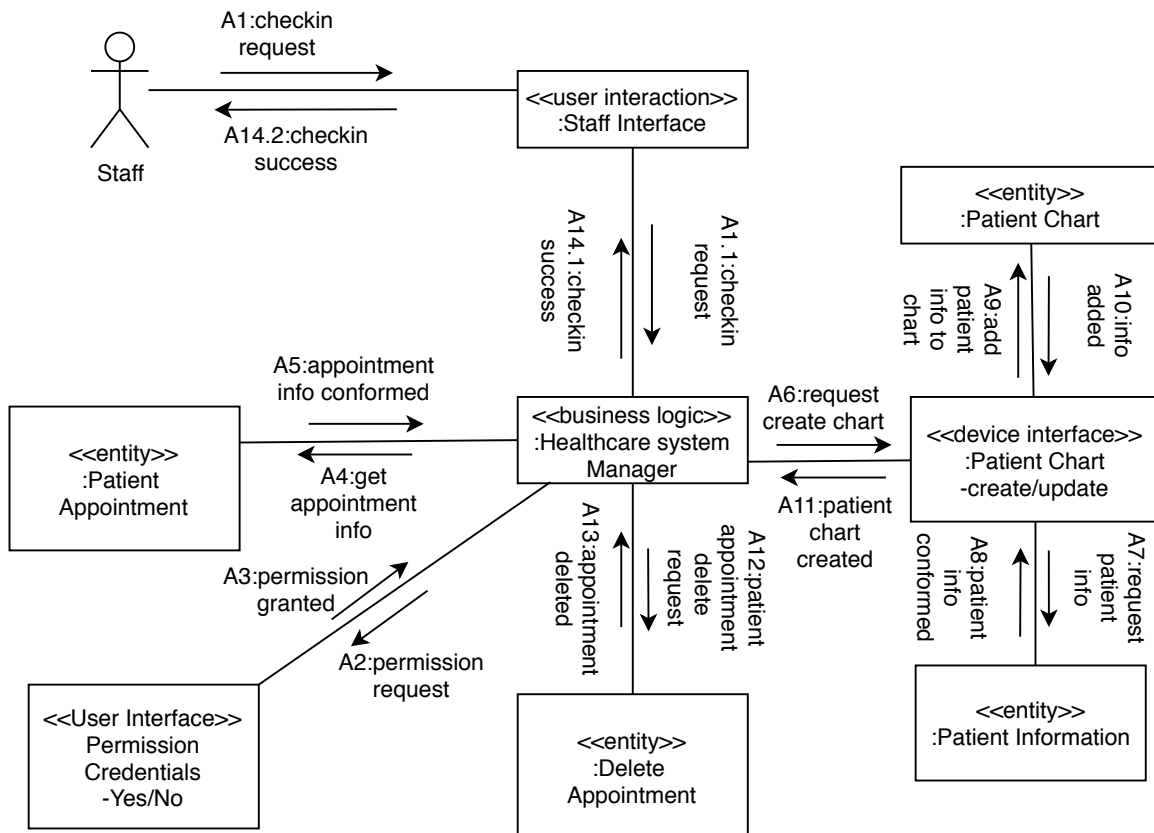 A1:checkin
request
<<user interaction>>
:Staff Interface
A14.2:checkin
success
Staff
<<entity>>
:Patient Chart
A14.1:checkin
success
A1.1:checkin
request
A9:add
patient
info to
chart
A10:info
added
A5:appointment
info conformed
A6:request
create chart
<<entity>>
:Patient
Appointment
<<business logic>>
:Healthcare system
Manager
<<device interface>>
:Patient Chart
-create/update
A4:get
appointment
info
A11:patient
chart
created
A3:permission
granted
A13:appointment
deleted
A12:patient
appointment
delete
request
A8:patient
info
conformed
A7:request
patient
info
A2:permission
request
<<User Interface>>
Permission
Credentials
-Yes/No
<<entity>>
:Delete
Appointment
<<entity>>
:Patient Information